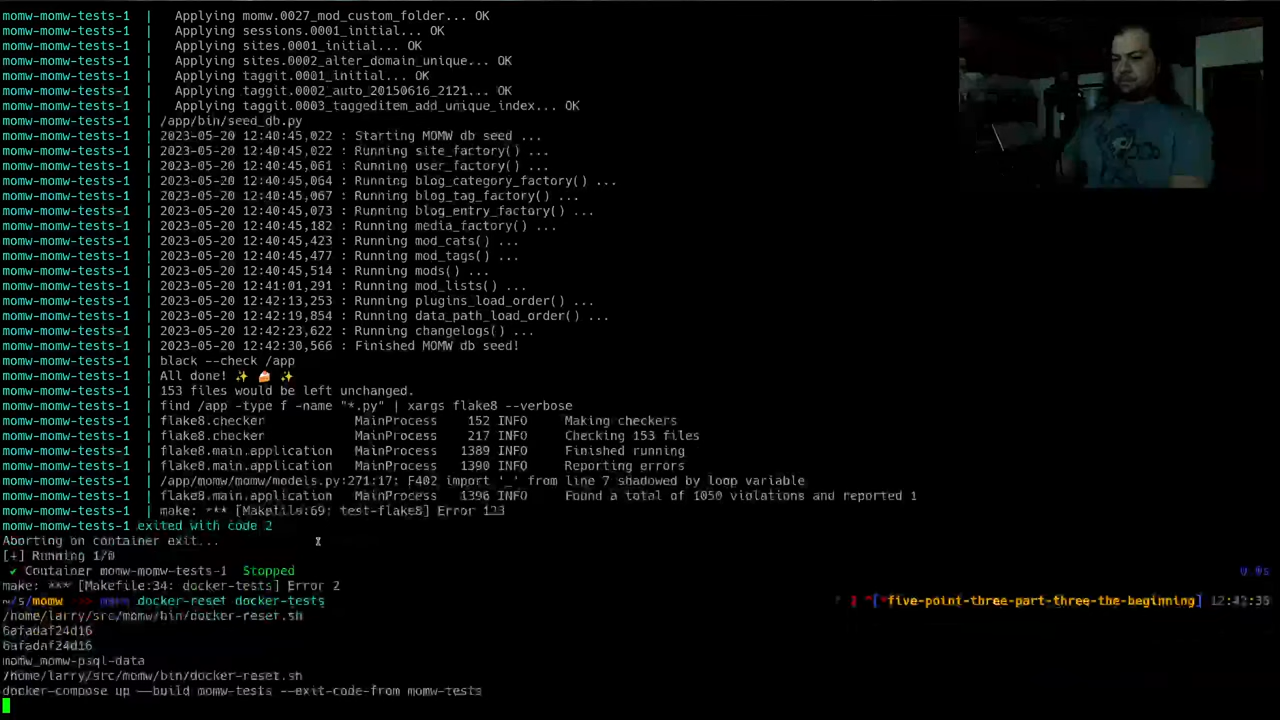 momw-momw-tests-1  |   Applying momw.0027_mod_custom_folder... OK
momw-momw-tests-1  |   Applying sessions.0001_initial... OK
momw-momw-tests-1  |   Applying sites.0001_initial... OK
momw-momw-tests-1  |   Applying sites.0002_alter_domain_unique... OK
momw-momw-tests-1  |   Applying taggit.0001_initial... OK
momw-momw-tests-1  |   Applying taggit.0002_auto_20150616_2121... OK
momw-momw-tests-1  |   Applying taggit.0003_taggeditem_add_unique_index... OK
momw-momw-tests-1  | /app/bin/seed_db.py
momw-momw-tests-1  | 2023-05-20 12:40:45,022 : Starting MOMW db seed ...
momw-momw-tests-1  | 2023-05-20 12:40:45,022 : Running site_factory() ...
momw-momw-tests-1  | 2023-05-20 12:40:45,061 : Running user_factory() ...
momw-momw-tests-1  | 2023-05-20 12:40:45,064 : Running blog_category_factory() ...
momw-momw-tests-1  | 2023-05-20 12:40:45,067 : Running blog_tag_factory() ...
momw-momw-tests-1  | 2023-05-20 12:40:45,073 : Running blog_entry_factory() ...
momw-momw-tests-1  | 2023-05-20 12:40:45,182 : Running media_factory() ...
momw-momw-tests-1  | 2023-05-20 12:40:45,423 : Running mod_cats() ...
momw-momw-tests-1  | 2023-05-20 12:40:45,477 : Running mod_tags() ...
momw-momw-tests-1  | 2023-05-20 12:40:45,514 : Running mods() ...
momw-momw-tests-1  | 2023-05-20 12:41:01,291 : Running mod_lists() ...
momw-momw-tests-1  | 2023-05-20 12:42:13,253 : Running plugins_load_order() ...
momw-momw-tests-1  | 2023-05-20 12:42:19,854 : Running data_path_load_order() ...
momw-momw-tests-1  | 2023-05-20 12:42:23,622 : Running changelogs() ...
momw-momw-tests-1  | 2023-05-20 12:42:30,566 : Finished MOMW db seed!
momw-momw-tests-1  | black --check /app
momw-momw-tests-1  | All done! ✨ 🍰 ✨
momw-momw-tests-1  | 153 files would be left unchanged.
momw-momw-tests-1  | find /app -type f -name "*.py" | xargs flake8 --verbose
momw-momw-tests-1  | flake8.checker            MainProcess    152 INFO     Making checkers
momw-momw-tests-1  | flake8.checker            MainProcess    217 INFO     Checking 153 files
momw-momw-tests-1  | flake8.main.application   MainProcess   1389 INFO     Finished running
momw-momw-tests-1  | flake8.main.application   MainProcess   1390 INFO     Reporting errors
momw-momw-tests-1  | /app/momw/momw/models.py:271:17: F402 import '_' from line 7 shadowed by loop variable
momw-momw-tests-1  | flake8.main.application   MainProcess   1396 INFO     Found a total of 1050 violations and reported 1
momw-momw-tests-1  | make: *** [Makefile:69: test-flake8] Error 123
momw-momw-tests-1 exited with code 2
Aborting on container exit...
[+] Running 1/0
✔ Container momw-momw-tests-1  Stopped 0.0s
make: *** [Makefile:34: docker-tests] Error 2
~/s/momw >> make docker-reset docker-tests [five-point-three-part-three-the-beginning] 12:42:36
/home/larry/src/momw/bin/docker-reset.sh
6afadaf24d16
6afadaf24d16
momw_momw-psql-data
/home/larry/src/momw/bin/docker-reset.sh
docker-compose up --build momw-tests --exit-code-from momw-tests